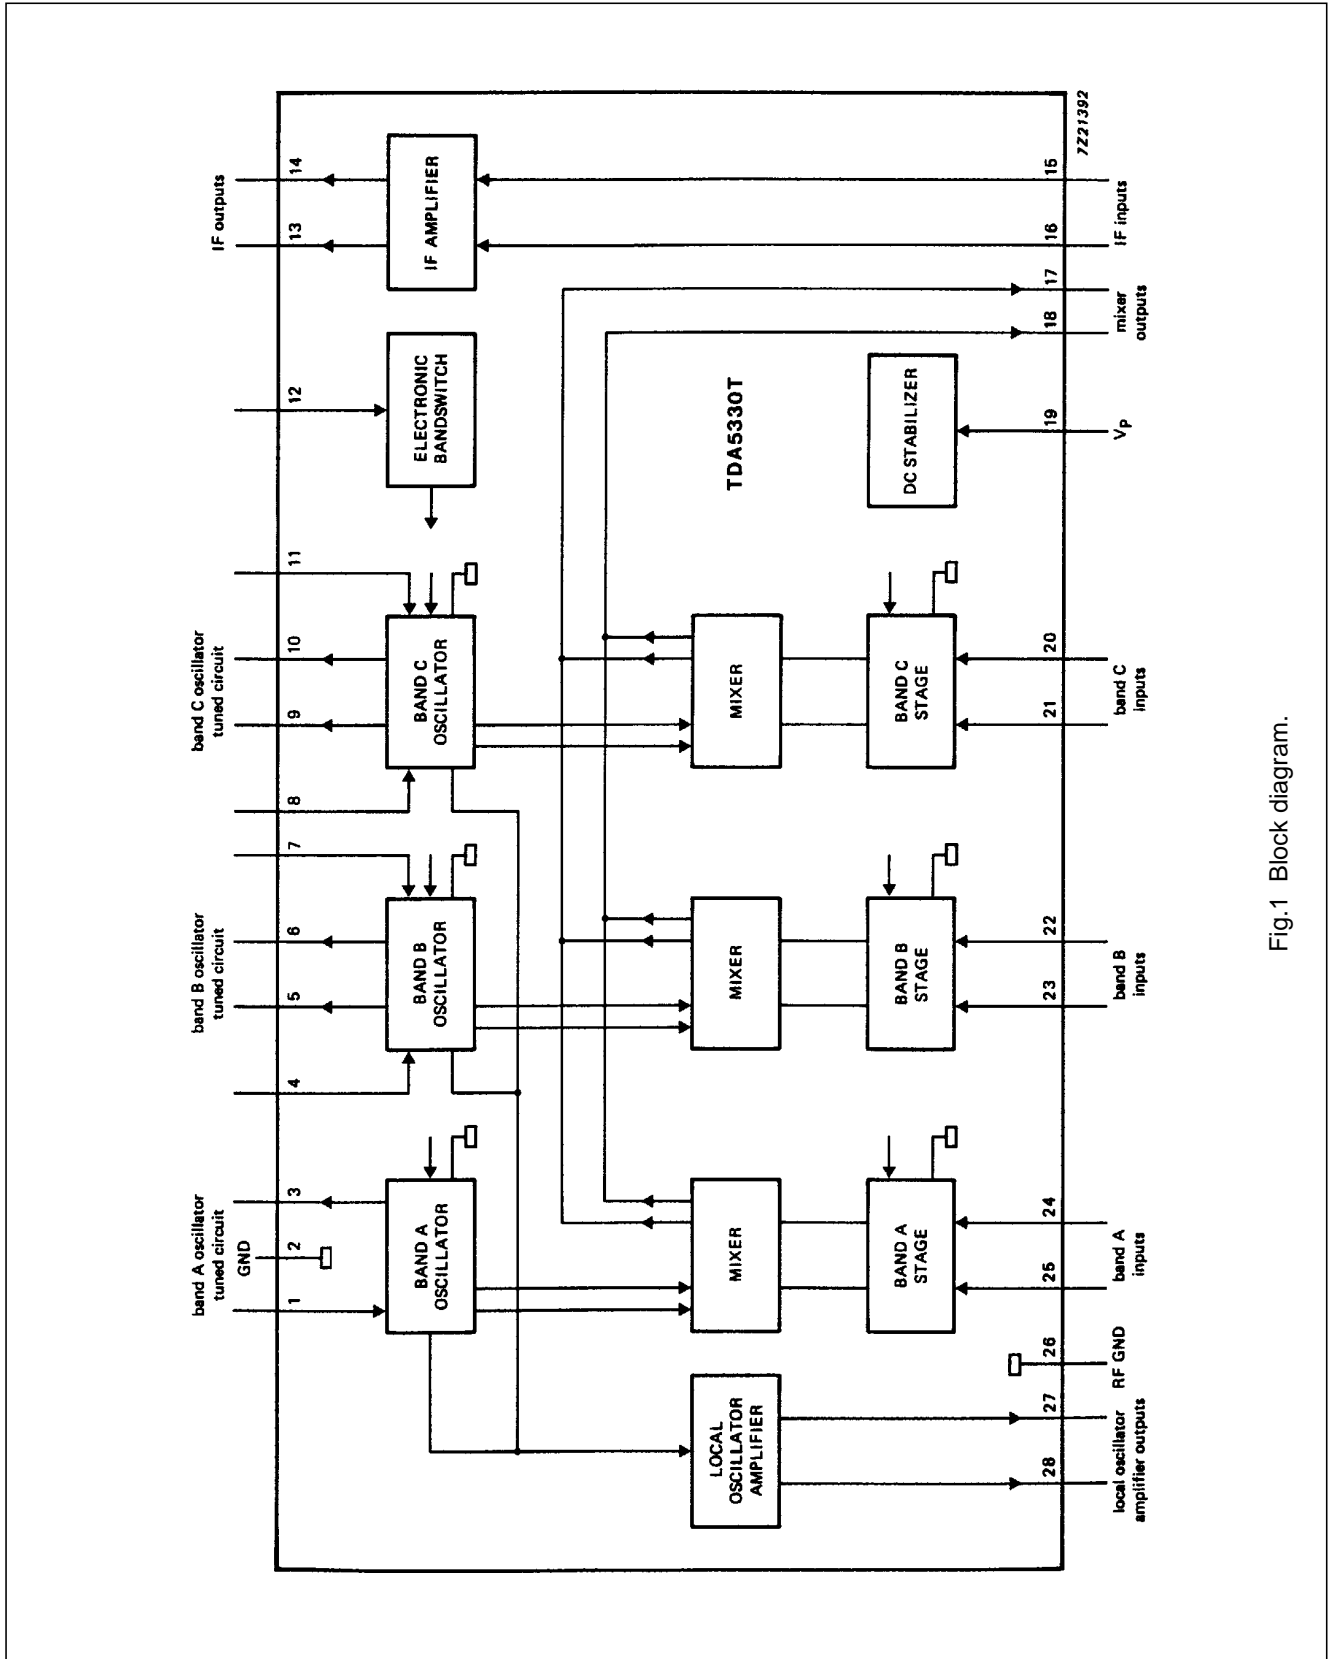 band A oscillator
tuned circuit
GND
band B oscillator
tuned circuit
band C oscillator
tuned circuit
IF outputs
1
2
3
4
5
6
7
8
9
10
11
12
13
14
BAND A
OSCILLATOR
BAND B
OSCILLATOR
BAND C
OSCILLATOR
ELECTRONIC
BANDSWITCH
IF AMPLIFIER
LOCAL
OSCILLATOR
AMPLIFIER
MIXER
MIXER
MIXER
TDA5330T
BAND A
STAGE
BAND B
STAGE
BAND C
STAGE
DC STABILIZER
28
27
26
25
24
23
22
21
20
19
18
17
16
15
local oscillator
amplifier outputs
RF GND
band A
inputs
band B
inputs
band C
inputs
VP
mixer
outputs
IF inputs
7Z21392
Fig.1 Block diagram.